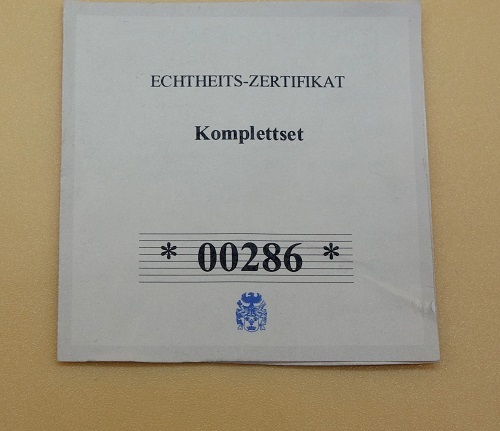 ECHTHEITS-ZERTIFIKAT
Komplettset
* 00286 *